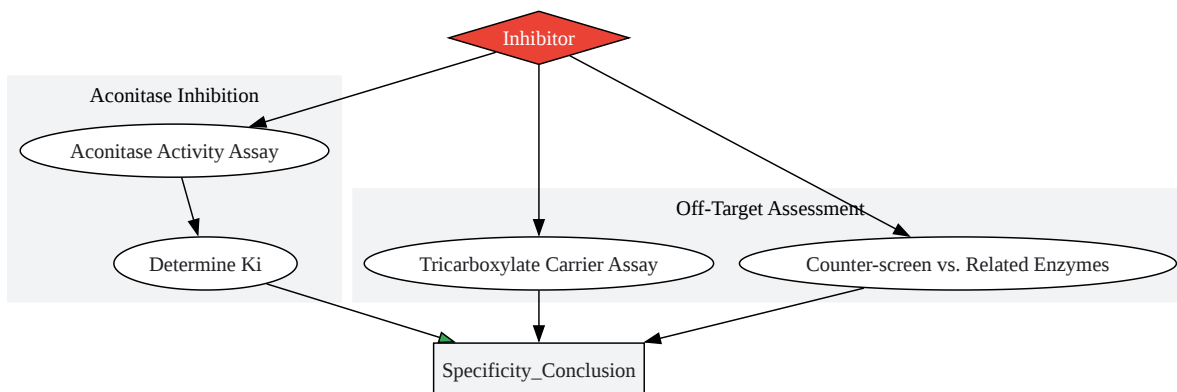 Inhibitor
Aconitase Inhibition
Aconitase Activity Assay
Off-Target Assessment
Determine Ki
Tricarboxylate Carrier Assay
Counter-screen vs. Related Enzymes
Specificity_Conclusion